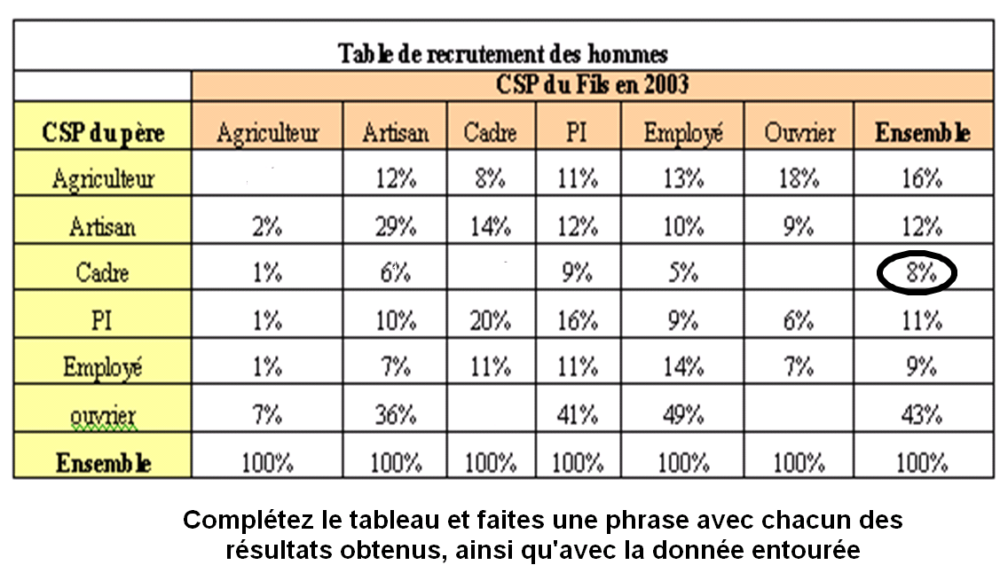 Table de recrutement des hommes
CSP du Fils en 2003
CSP du père Agriculteur Artisan Cadre PI Employé Ouvrier Ensemble
Agriculteur 12% 8% 11% 13% 18% 16%
Artisan 2% 29% 14% 12% 10% 9% 12%
Cadre 1% 6% 9% 5% 8%
PI 1% 10% 20% 16% 9% 6% 11%
Employé 1% 7% 11% 11% 14% 7% 9%
ouvrier 7% 36% 41% 49% 43%
Ensemble 100% 100% 100% 100% 100% 100% 100%
Complétez le tableau et faites une phrase avec chacun des
résultats obtenus, ainsi qu'avec la donnée entourée